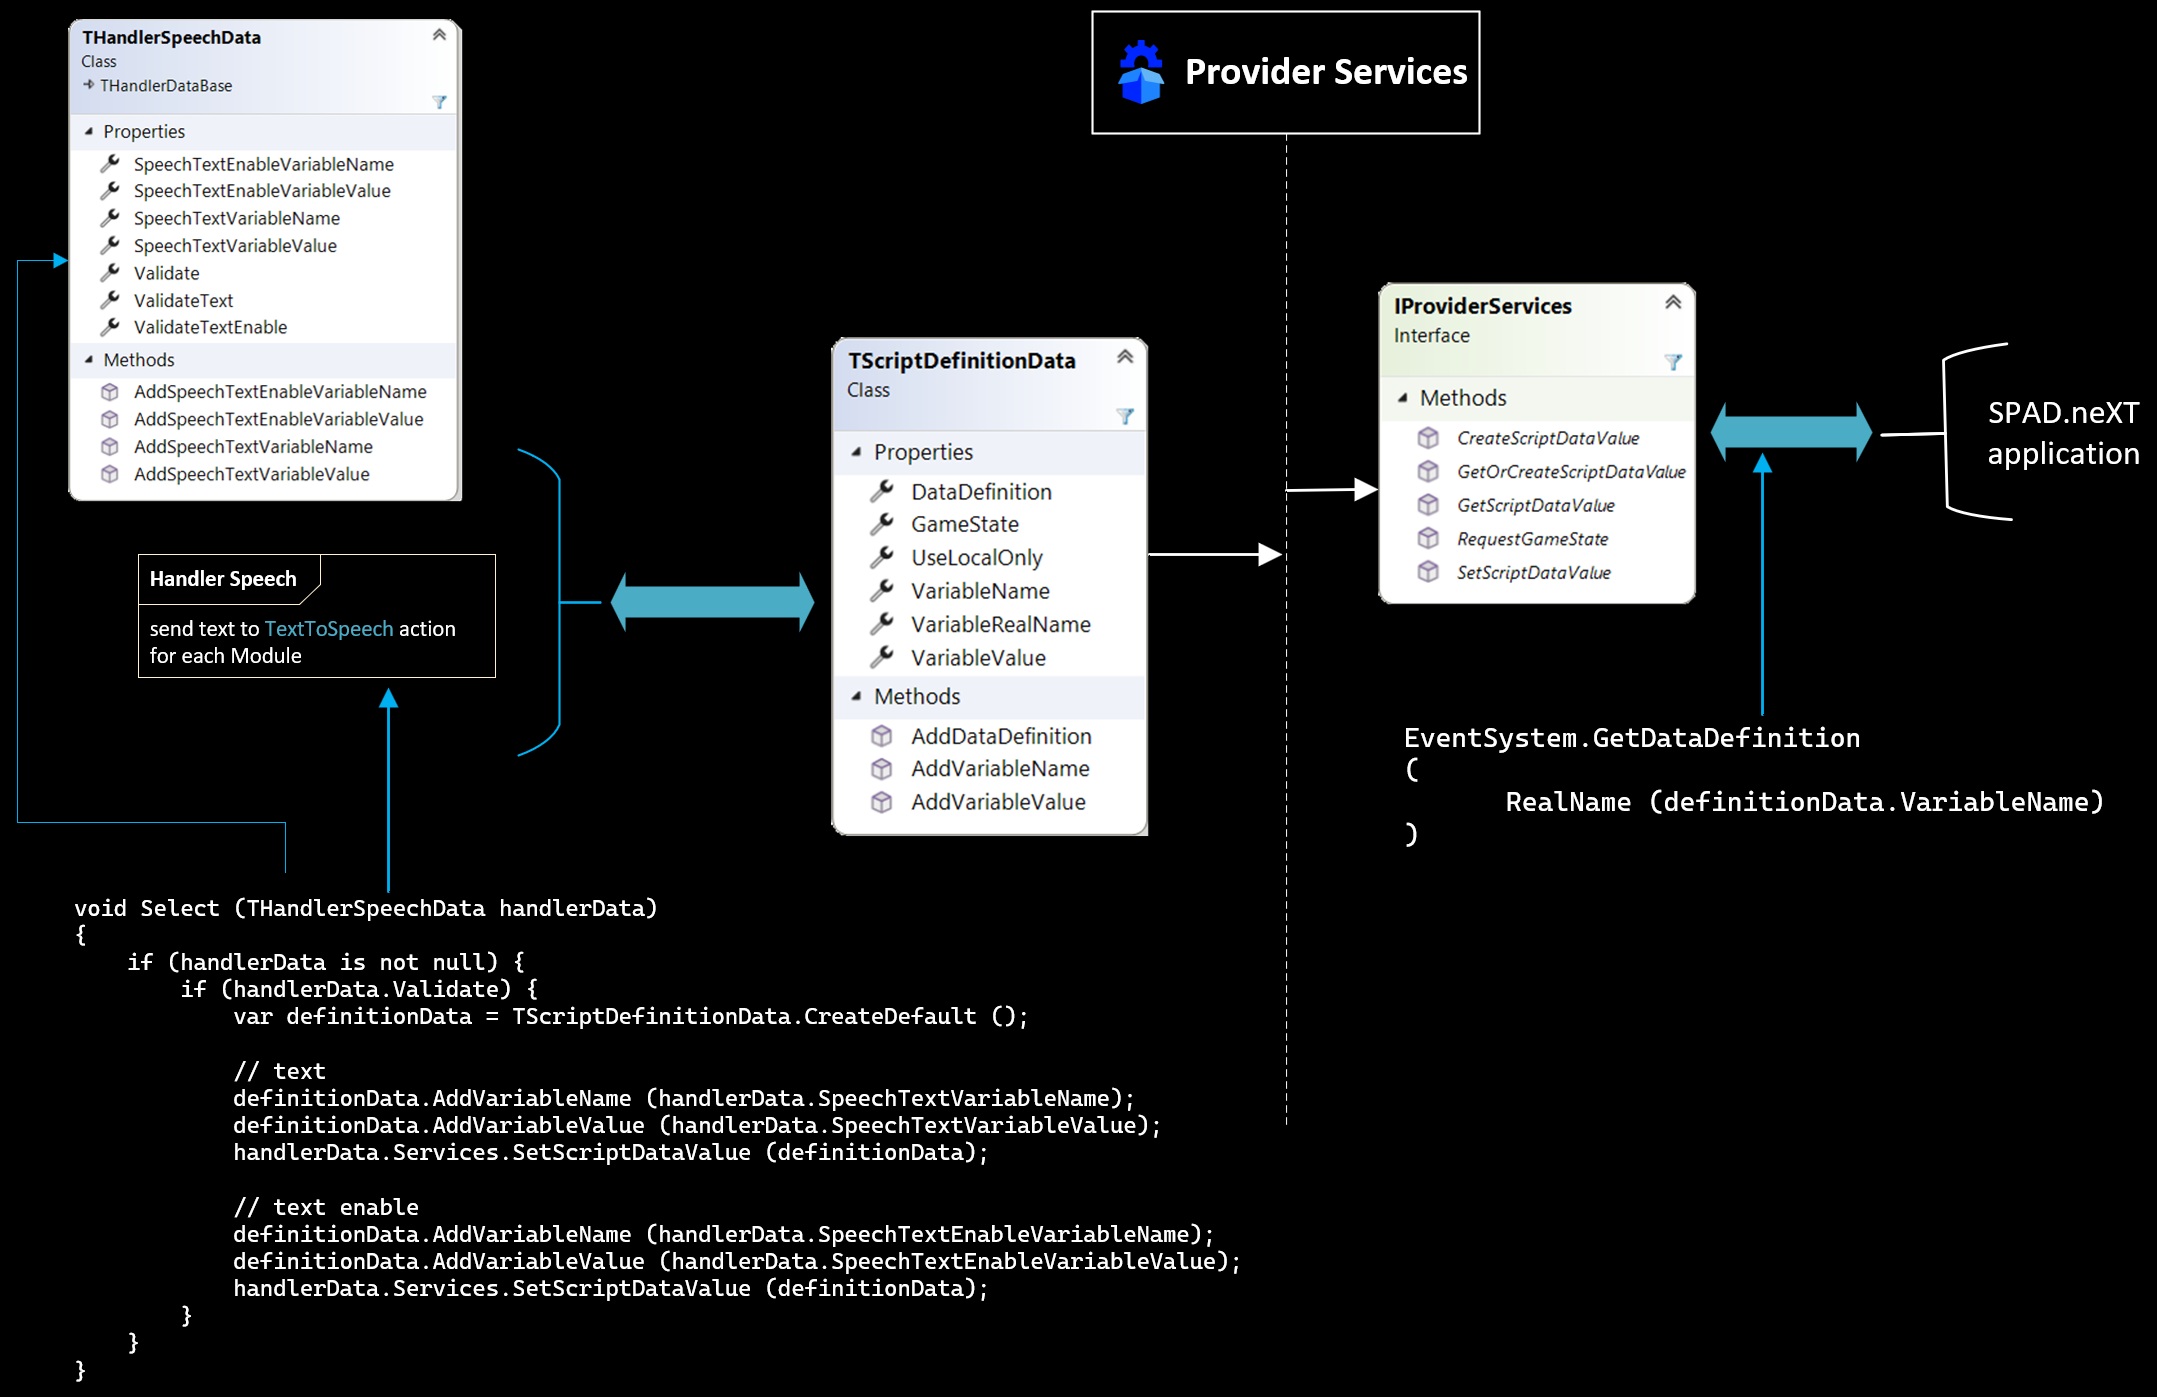 THandlerSpeechData
Class
THandlerDataBase
Properties
SpeechTextEnableVariableName
SpeechTextEnableVariableValue
SpeechTextVariableName
SpeechTextVariableValue
Validate
ValidateText
ValidateTextEnable
Methods
AddSpeechTextEnableVariableName
AddSpeechTextEnableVariableValue
AddSpeechTextVariableName
AddSpeechTextVariableValue
Handler Speech
send text to TextToSpeech action
for each Module
TScriptDefinitionData
Class
Properties
DataDefinition
GameState
UseLocalOnly
VariableName
VariableRealName
VariableValue
Methods
AddDataDefinition
AddVariableName
AddVariableValue
Provider Services
IProviderServices
Interface
Methods
CreateScriptDataValue
GetOrCreateScriptDataValue
GetScriptDataValue
RequestGameState
SetScriptDataValue
SPAD.neXT
application
EventSystem.GetDataDefinition
(
RealName (definitionData.VariableName)
)
void Select (THandlerSpeechData handlerData)
{
if (handlerData is not null) {
if (handlerData.Validate) {
var definitionData = TScriptDefinitionData.CreateDefault ();
// text
definitionData.AddVariableName (handlerData.SpeechTextVariableName);
definitionData.AddVariableValue (handlerData.SpeechTextVariableValue);
handlerData.Services.SetScriptDataValue (definitionData);
// text enable
definitionData.AddVariableName (handlerData.SpeechTextEnableVariableName);
definitionData.AddVariableValue (handlerData.SpeechTextEnableVariableValue);
handlerData.Services.SetScriptDataValue (definitionData);
}
}
}